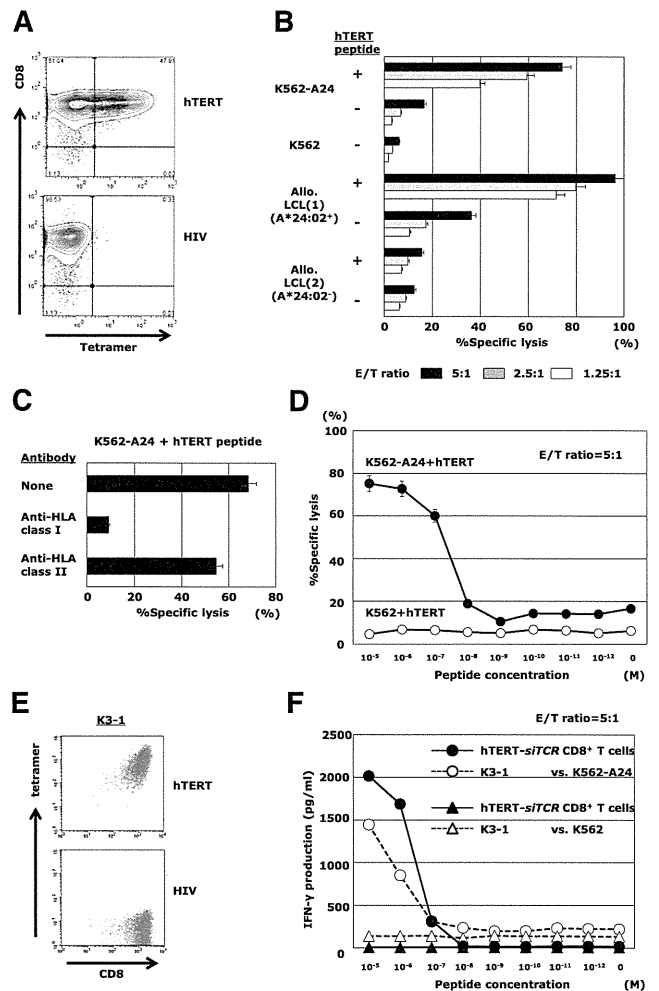 A
CD8
hTERT
HIV
Tetramer
B
hTERT
peptide
K562-A24
+
-
K562
-
Allo.
LCL(1)
(A*24:02⁺)
+
-
Allo.
LCL(2)
(A*24:02⁻)
+
-
0 20 40 60 80 100
%Specific lysis (%)
E/T ratio 5:1 2.5:1 1.25:1
C
K562-A24 + hTERT peptide
Antibody
None
Anti-HLA
class I
Anti-HLA
class II
0 20 40 60 80
%Specific lysis (%)
D
(%)
100
80
60
40
20
0
%Specific lysis
K562-A24+hTERT
E/T ratio=5:1
K562+hTERT
10⁻⁵ 10⁻⁶ 10⁻⁷ 10⁻⁸ 10⁻⁹ 10⁻¹⁰ 10⁻¹¹ 10⁻¹² 0
Peptide concentration (M)
E
K3-1
tetramer
hTERT
HIV
CD8
F
E/T ratio=5:1
2500
2000
1500
1000
500
0
IFN-γ production (pg/ml)
hTERT-siTCR CD8⁺ T cells
K3-1 vs. K562-A24
hTERT-siTCR CD8⁺ T cells
K3-1 vs. K562
10⁻⁵ 10⁻⁶ 10⁻⁷ 10⁻⁸ 10⁻⁹ 10⁻¹⁰ 10⁻¹¹ 10⁻¹² 0
Peptide concentration (M)